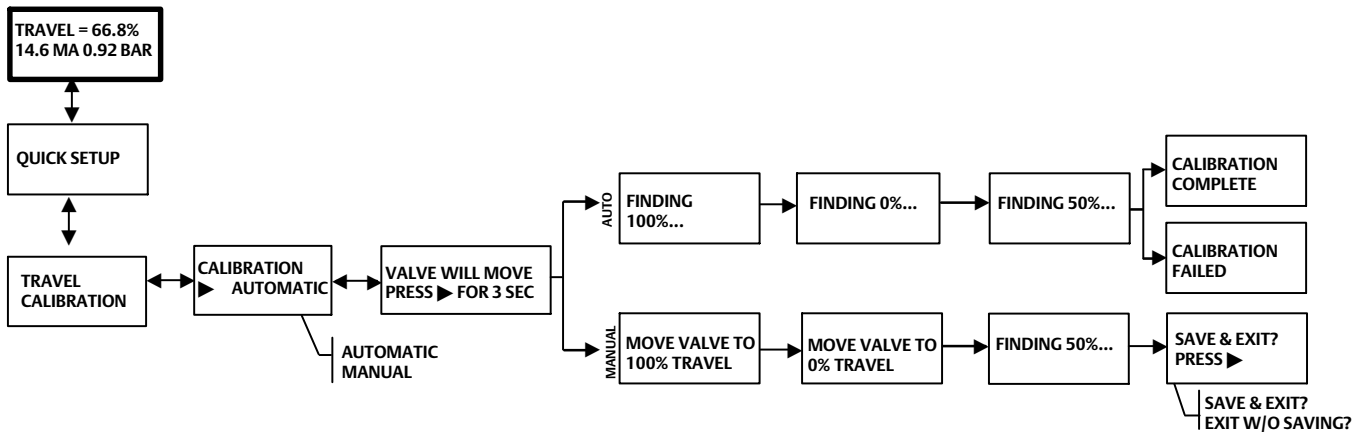 TRAVEL = 66.8%
14.6 MA 0.92 BAR
QUICK SETUP
TRAVEL
CALIBRATION
CALIBRATION
▶ AUTOMATIC
AUTOMATIC
MANUAL
VALVE WILL MOVE
PRESS ▶ FOR 3 SEC
AUTO
FINDING
100%...
FINDING 0%...
FINDING 50%...
CALIBRATION
COMPLETE
CALIBRATION
FAILED
MANUAL
MOVE VALVE TO
100% TRAVEL
MOVE VALVE TO
0% TRAVEL
FINDING 50%...
SAVE & EXIT?
PRESS ▶
SAVE & EXIT?
EXIT W/O SAVING?